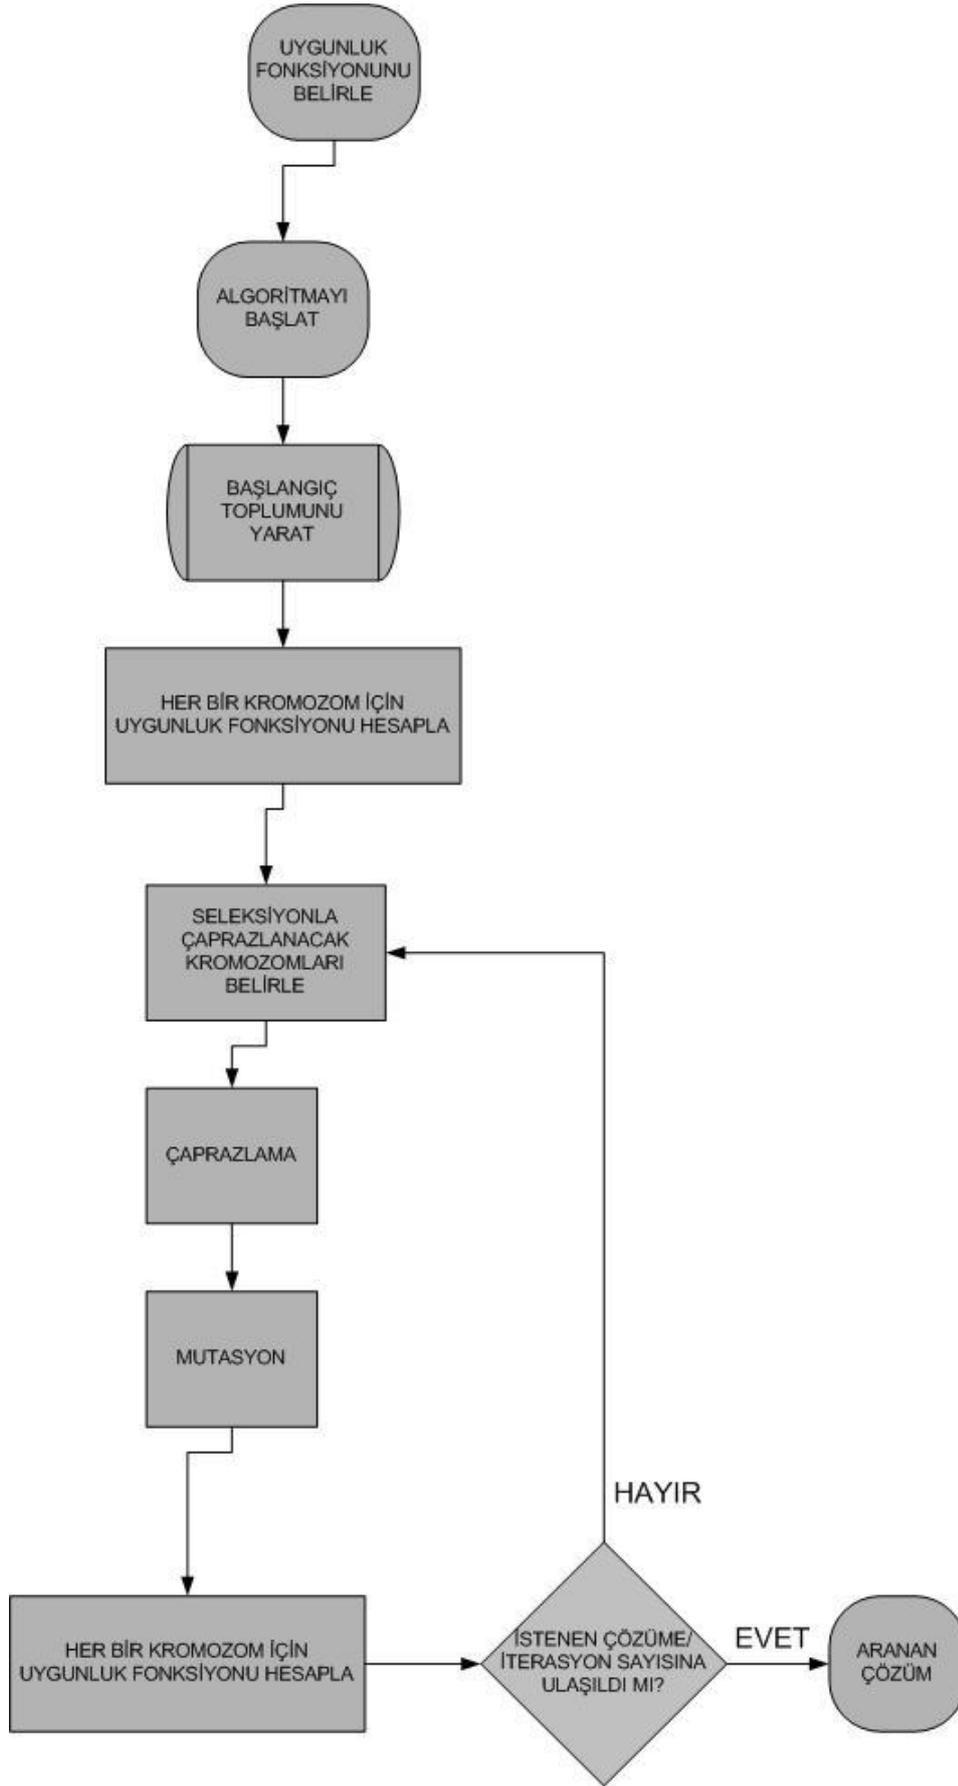 UYGUNLUK
FONKSİYONUNU
BELİRLE
ALGORİTMAYI
BAŞLAT
BAŞLANGIÇ
TOPLUMUNU
YARAT
HER BİR KROMOZOM İÇİN
UYGUNLUK FONKSİYONU HESAPLA
SELEKSİYONLA
ÇAPRAZLANACAK
KROMOZOMLARI
BELİRLE
ÇAPRAZLAMA
MUTASYON
HAYIR
HER BİR KROMOZOM İÇİN
UYGUNLUK FONKSİYONU HESAPLA
İSTENEN ÇÖZÜME/
İTERASYON SAYISINA
ULAŞILDI MI?
EVET
ARANAN
ÇÖZÜM